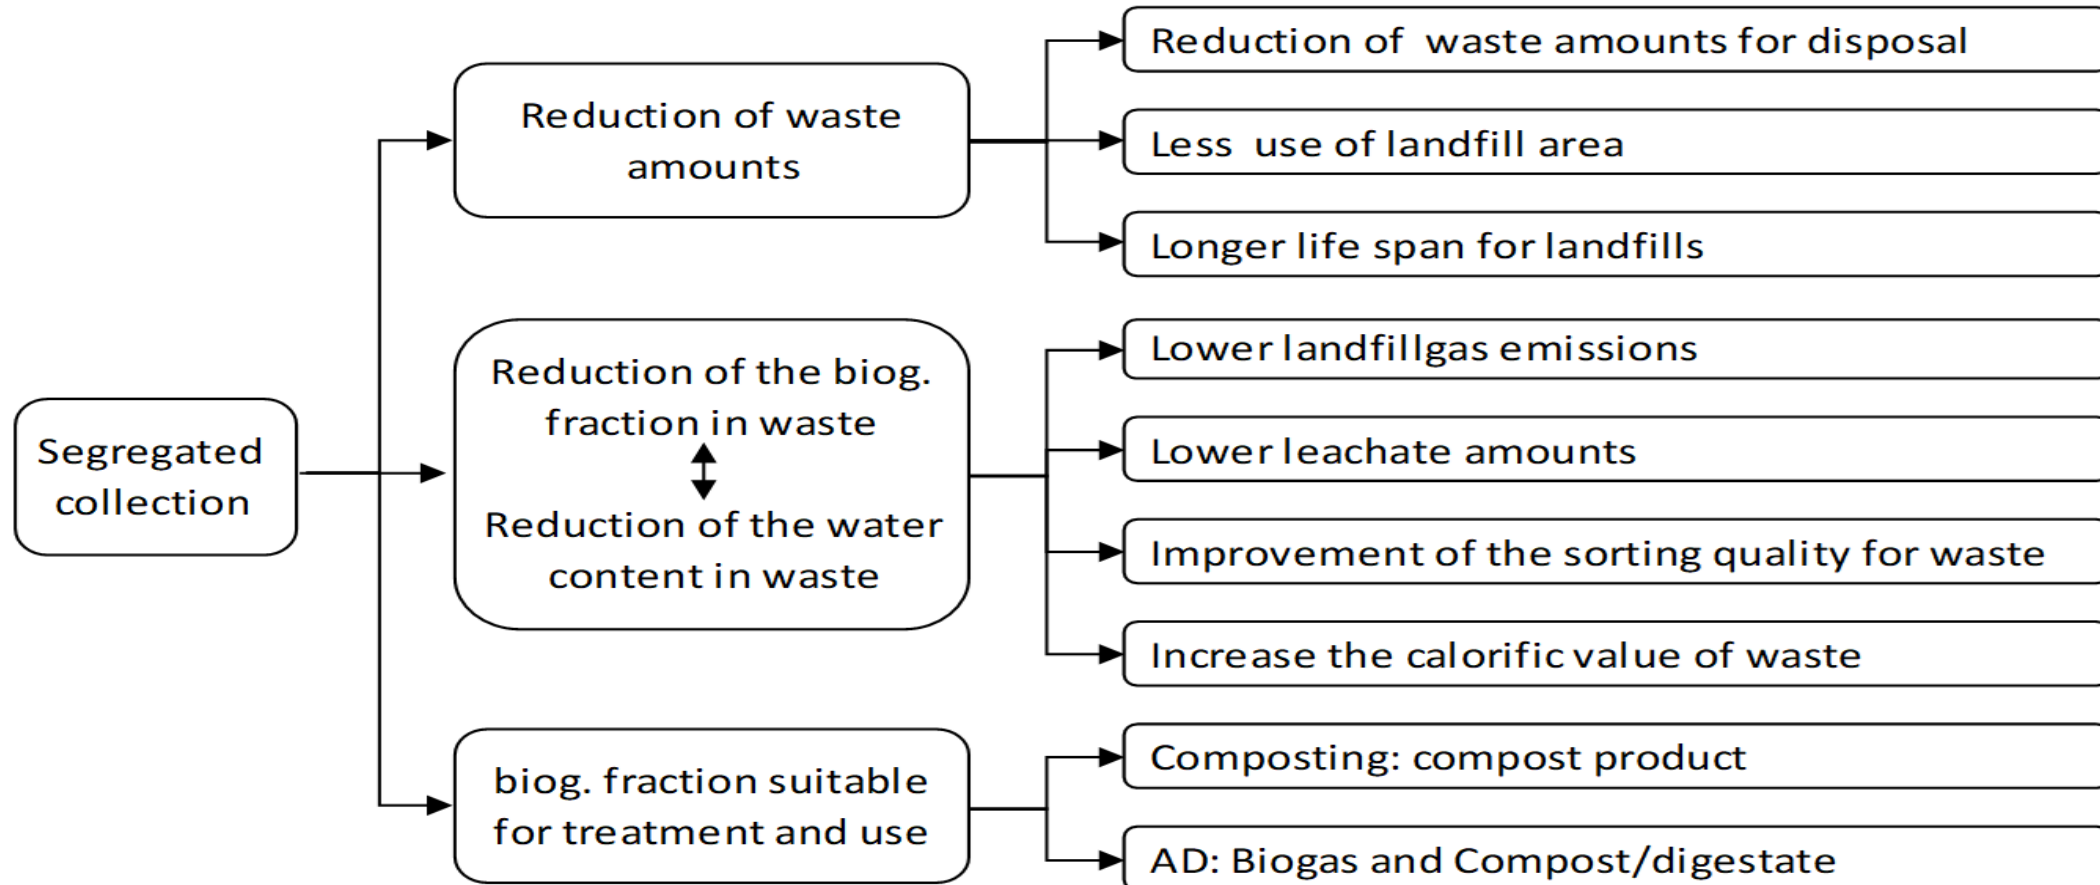 Segregated
collection
Reduction of waste
amounts
Reduction of the biog.
fraction in waste
Reduction of the water
content in waste
biog. fraction suitable
for treatment and use
Reduction of waste amounts for disposal
Less use of landfill area
Longer life span for landfills
Lower landfillgas emissions
Lower leachate amounts
Improvement of the sorting quality for waste
Increase the calorific value of waste
Composting: compost product
AD: Biogas and Compost/digestate